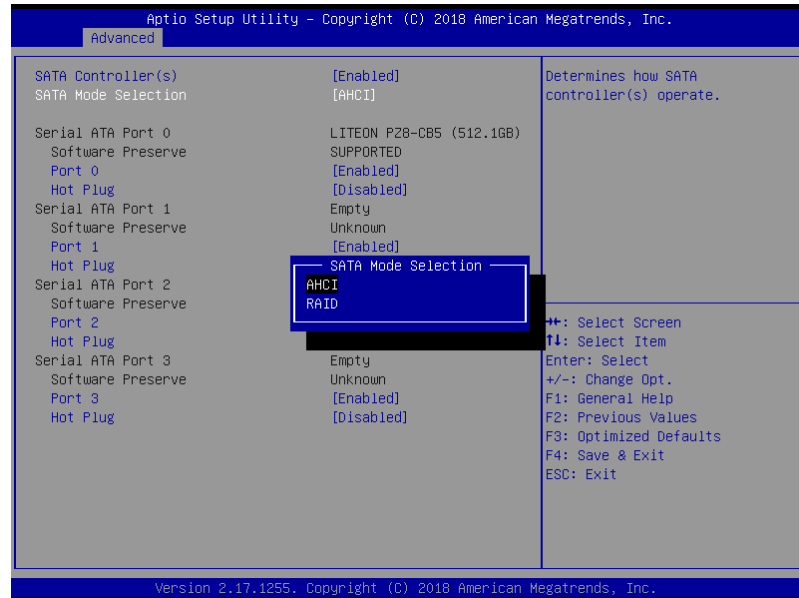 Aptio Setup Utility – Copyright (C) 2018 American Megatrends, Inc.
Advanced
SATA Controller(s) [Enabled]
SATA Mode Selection [AHCI]
Serial ATA Port 0 LITEON PZ8-CB5 (512.1GB)
Software Preserve SUPPORTED
Port 0 [Enabled]
Hot Plug [Disabled]
Serial ATA Port 1 Empty
Software Preserve Unknown
Port 1 [Enabled]
Hot Plug
Serial ATA Port 2
Software Preserve
Port 2
Hot Plug
Serial ATA Port 3 Empty
Software Preserve Unknown
Port 3 [Enabled]
Hot Plug [Disabled]
SATA Mode Selection
AHCI
RAID
Determines how SATA
controller(s) operate.
→←: Select Screen
↑↓: Select Item
Enter: Select
+/-: Change Opt.
F1: General Help
F2: Previous Values
F3: Optimized Defaults
F4: Save & Exit
ESC: Exit
Version 2.17.1255. Copyright (C) 2018 American Megatrends, Inc.